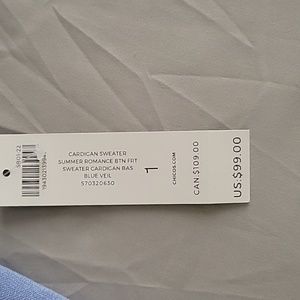 CARDIGAN SWEATER
SUMMER ROMANCE BTN FRT
SWEATER CARDIGAN BAS
BLUE VEIL
570320630
1
CHICOS.COM
CAN:$109.00
US:$99.00